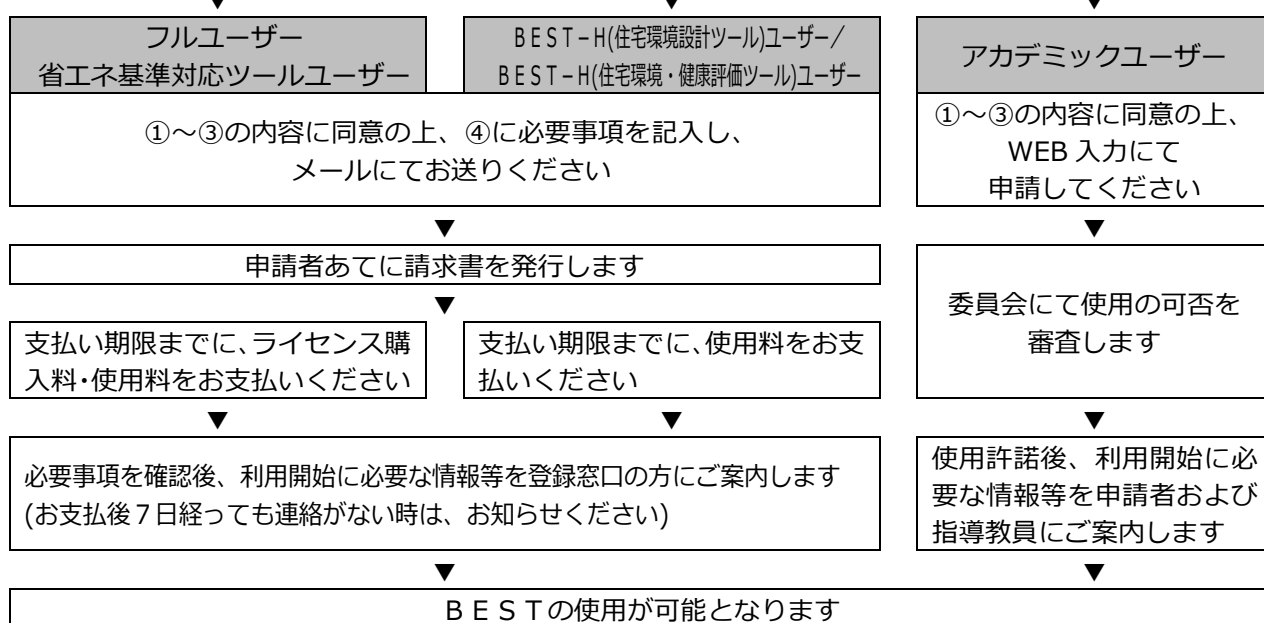 フルユーザー
省エネ基準対応ツールユーザー
ＢＥＳＴ−Ｈ(住宅環境設計ツール)ユーザー／
ＢＥＳＴ−Ｈ(住宅環境・健康評価ツール)ユーザー
アカデミックユーザー
①～③の内容に同意の上、④に必要事項を記入し、
メールにてお送りください
①～③の内容に同意の上、
WEB 入力にて
申請してください
▼
▼
申請者あてに請求書を発行します
▼
委員会にて使用の可否を
審査します
支払い期限までに、ライセンス購
入料･使用料をお支払いください
支払い期限までに、使用料をお支
払いください
▼
▼
▼
必要事項を確認後、利用開始に必要な情報等を登録窓口の方にご案内します
(お支払後７日経っても連絡がない時は、お知らせください)
使用許諾後、利用開始に必
要な情報等を申請者および
指導教員にご案内します
▼
▼
ＢＥＳＴの使用が可能となります